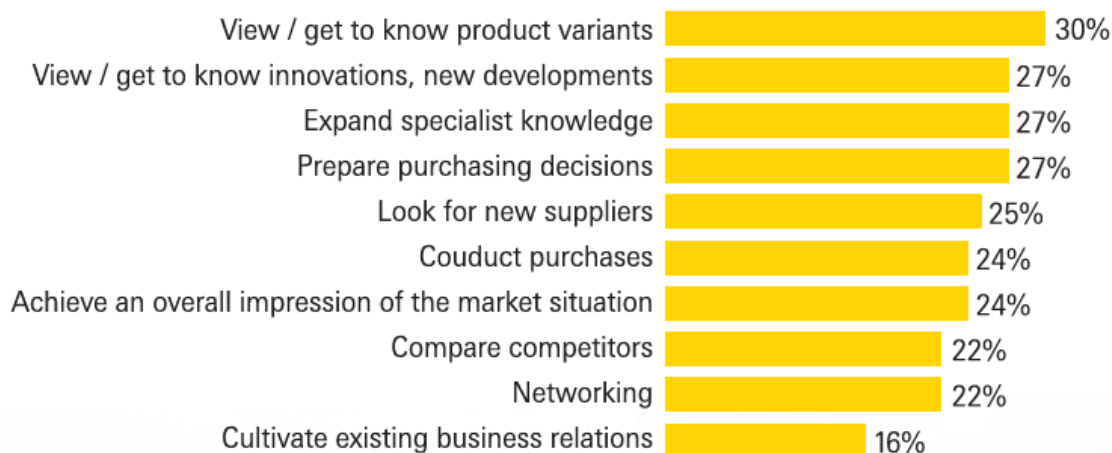 View / get to know product variants 30%
View / get to know innovations, new developments 27%
Expand specialist knowledge 27%
Prepare purchasing decisions 27%
Look for new suppliers 25%
Couduct purchases 24%
Achieve an overall impression of the market situation 24%
Compare competitors 22%
Networking 22%
Cultivate existing business relations 16%